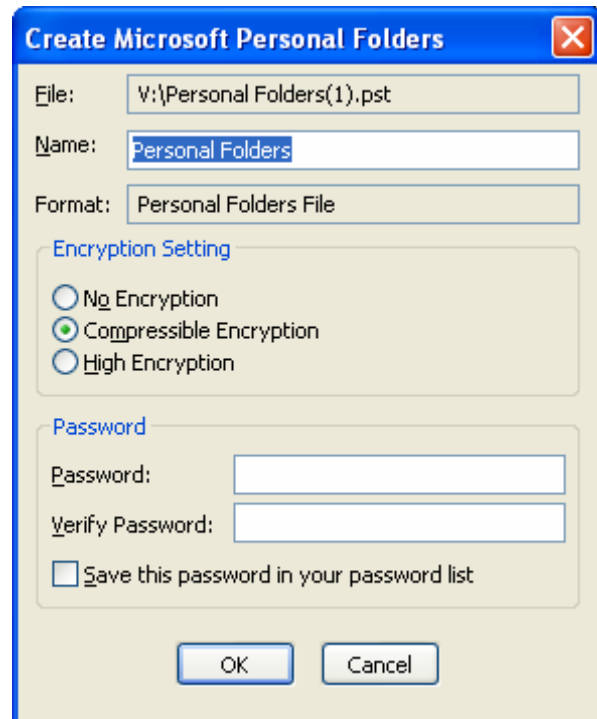 Create Microsoft Personal Folders
File: V:\Personal Folders(1).pst
Name: Personal Folders
Format: Personal Folders File
Encryption Setting
No Encryption
Compressible Encryption
High Encryption
Password
Password:
Verify Password:
Save this password in your password list
OK Cancel